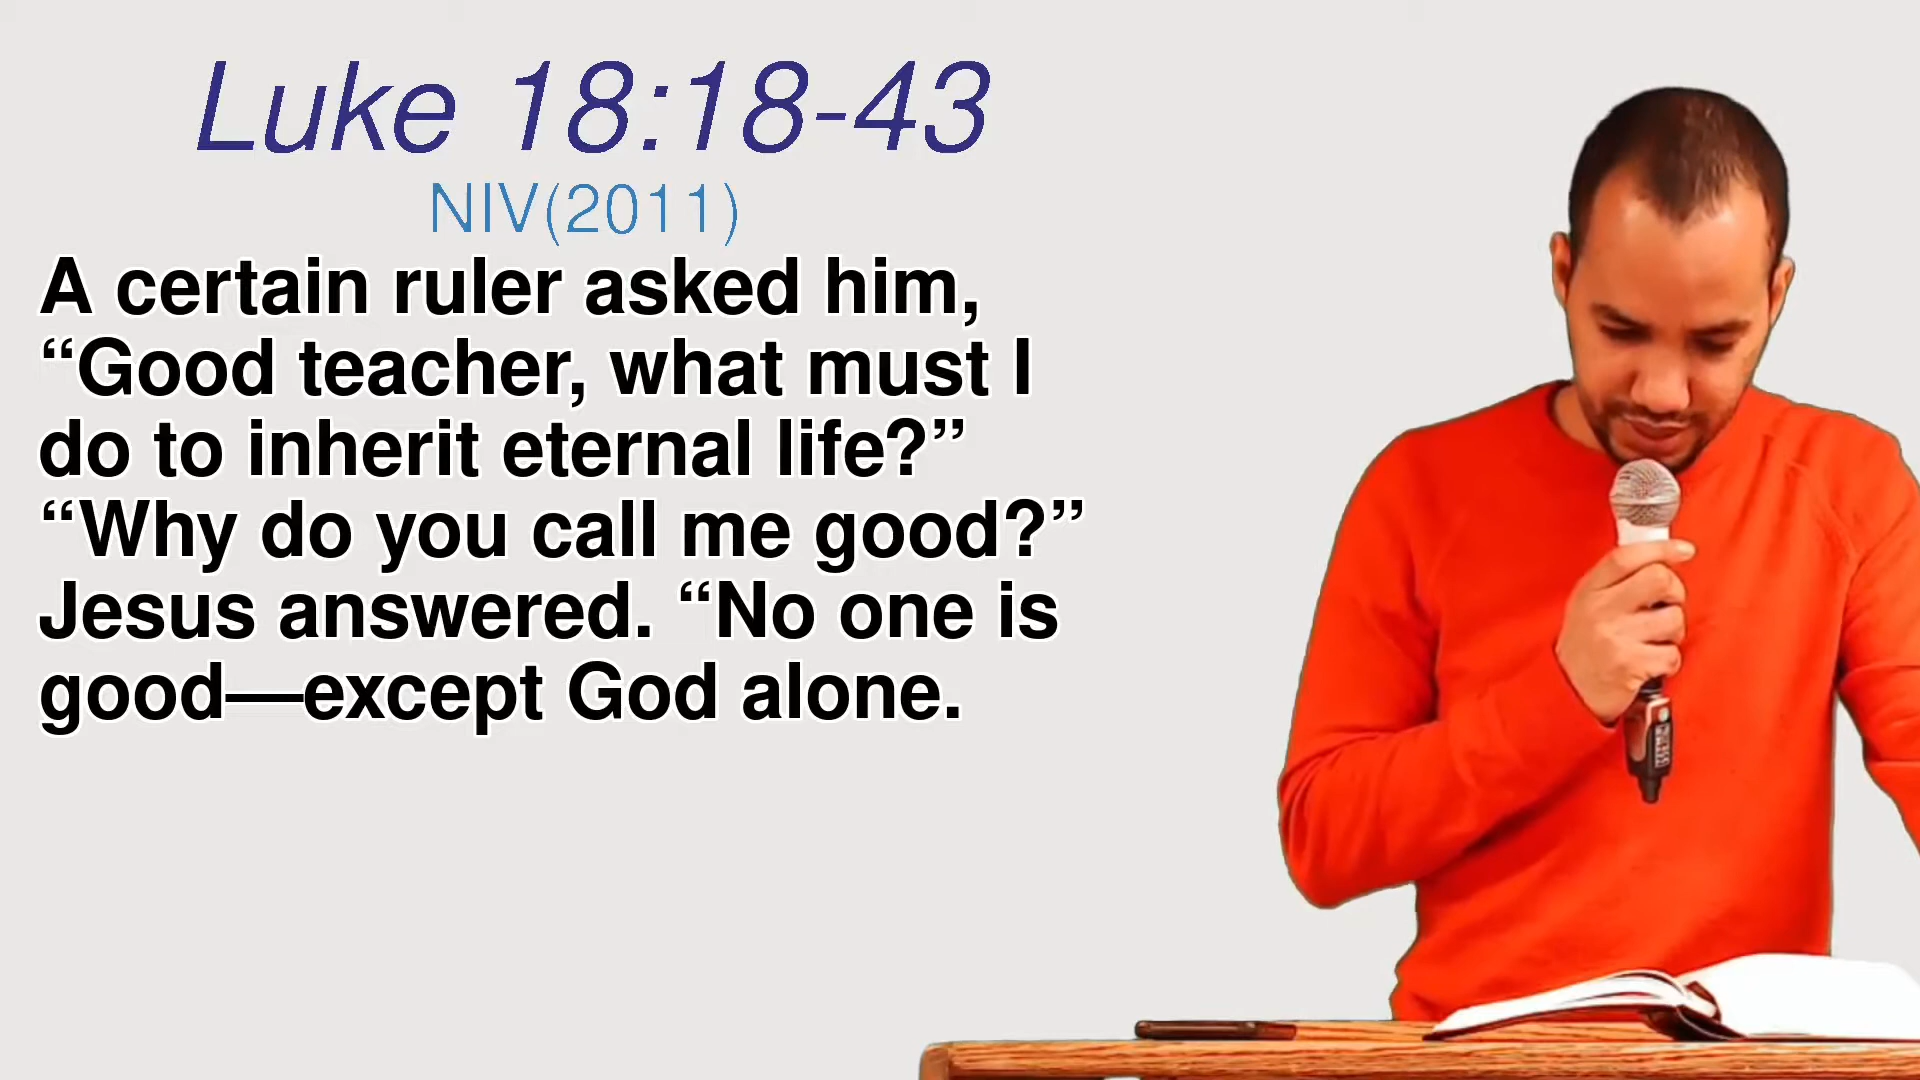 Luke 18:18-43
NIV(2011)
A certain ruler asked him,
“Good teacher, what must I
do to inherit eternal life?”
“Why do you call me good?”
Jesus answered. “No one is
good—except God alone.